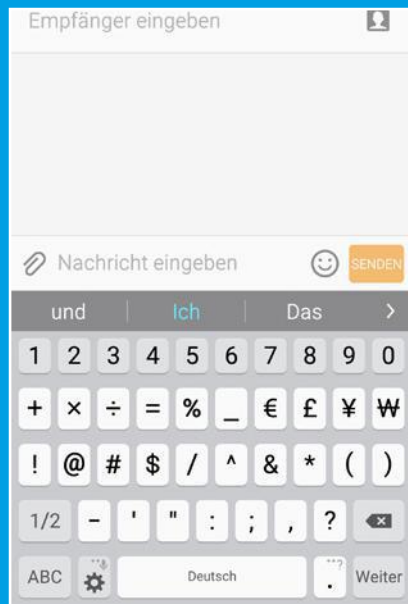 Empfänger eingeben
Nachricht eingeben SENDEN
und Ich Das >
1 2 3 4 5 6 7 8 9 0
+ × ÷ = % _ € £ ¥ ₩
! @ # $ / ^ & * ( )
1/2 - ' " : ; , ?
ABC Deutsch . Weiter